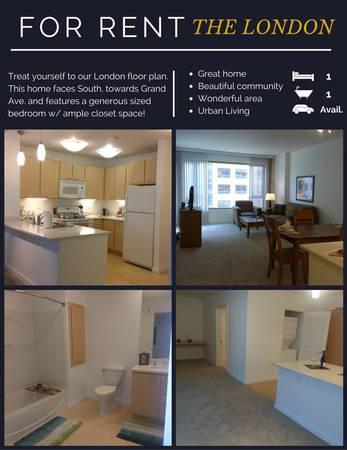 FOR RENT THE LONDON
Treat yourself to our London floor plan.
This home faces South, towards Grand
Ave. and features a generous sized
bedroom w/ ample closet space!
Great home
Beautiful community
Wonderful area
Urban Living
1
1
Avail.